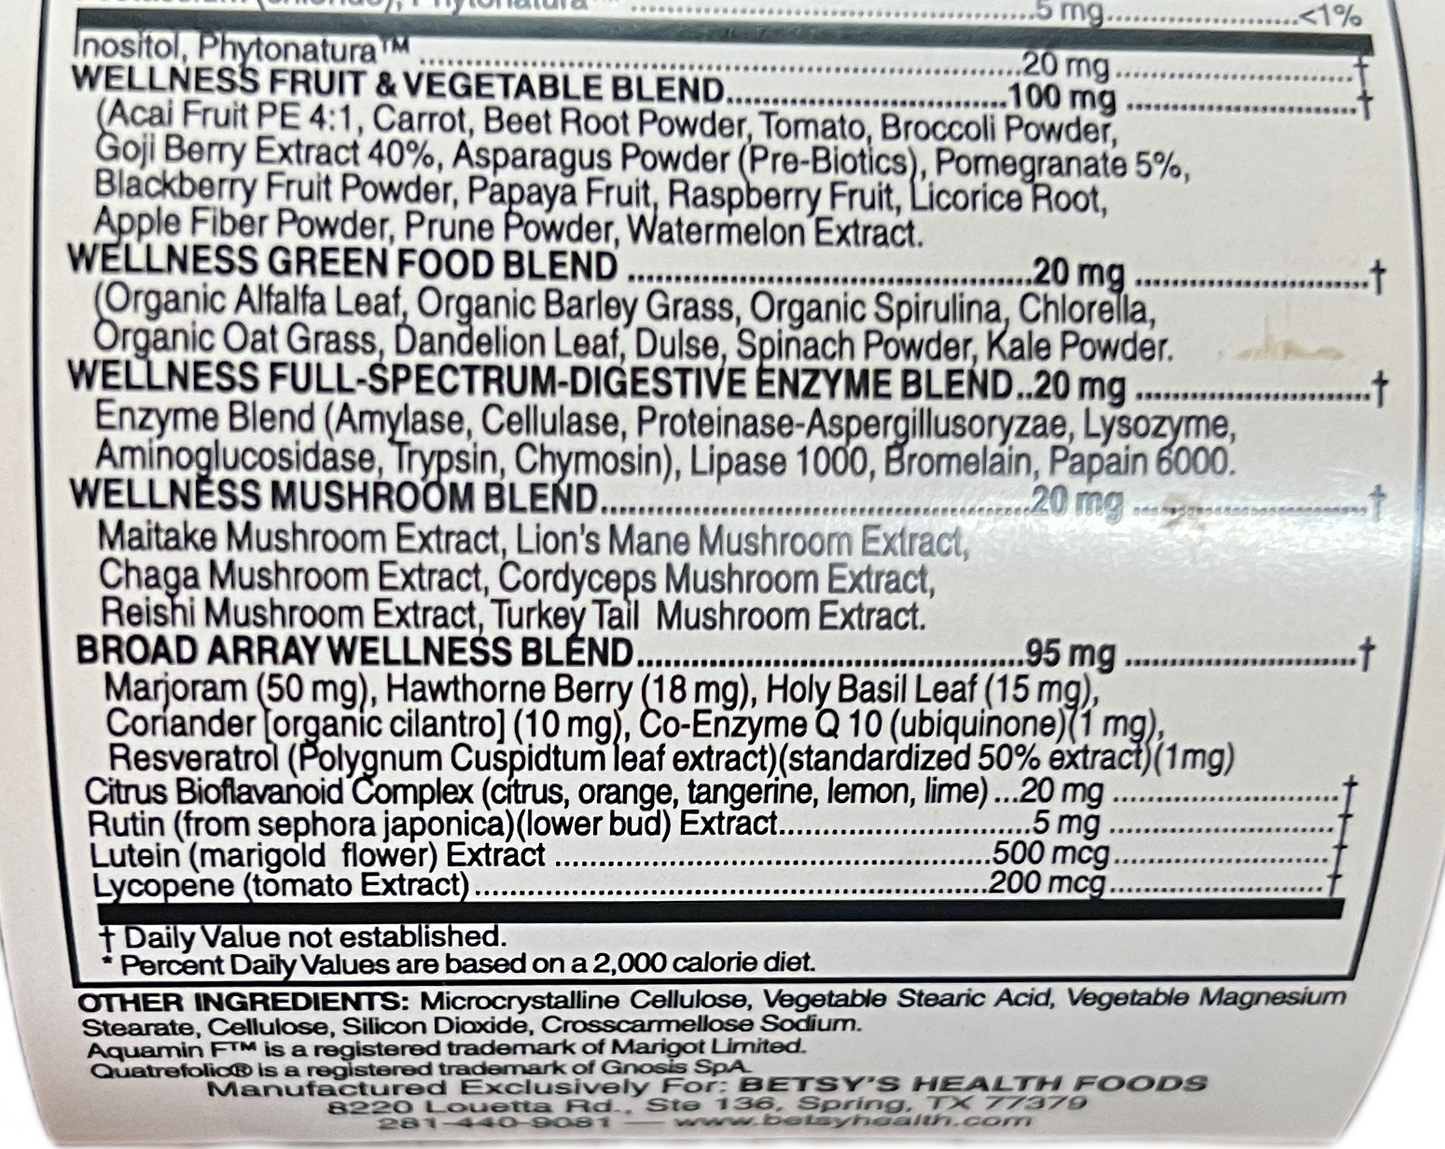 (chloride), Phytonatura™ ....5 mg....<1%
Inositol, Phytonatura™ ....20 mg....†
WELLNESS FRUIT & VEGETABLE BLEND....100 mg ....†
(Acai Fruit PE 4:1, Carrot, Beet Root Powder, Tomato, Broccoli Powder,
Goji Berry Extract 40%, Asparagus Powder (Pre-Biotics), Pomegranate 5%,
Blackberry Fruit Powder, Papaya Fruit, Raspberry Fruit, Licorice Root,
Apple Fiber Powder, Prune Powder, Watermelon Extract.
WELLNESS GREEN FOOD BLEND ....20 mg ....†
(Organic Alfalfa Leaf, Organic Barley Grass, Organic Spirulina, Chlorella,
Organic Oat Grass, Dandelion Leaf, Dulse, Spinach Powder, Kale Powder.
WELLNESS FULL-SPECTRUM-DIGESTIVE ENZYME BLEND..20 mg ....†
Enzyme Blend (Amylase, Cellulase, Proteinase-Aspergillusoryzae, Lysozyme,
Aminoglucosidase, Trypsin, Chymosin), Lipase 1000, Bromelain, Papain 6000.
WELLNESS MUSHROOM BLEND....20 mg ....†
Maitake Mushroom Extract, Lion's Mane Mushroom Extract,
Chaga Mushroom Extract, Cordyceps Mushroom Extract,
Reishi Mushroom Extract, Turkey Tail Mushroom Extract.
BROAD ARRAY WELLNESS BLEND....95 mg ....†
Marjoram (50 mg), Hawthorne Berry (18 mg), Holy Basil Leaf (15 mg),
Coriander [organic cilantro] (10 mg), Co-Enzyme Q 10 (ubiquinone)(1 mg),
Resveratrol (Polygnum Cuspidtum leaf extract)(standardized 50% extract)(1mg)
Citrus Bioflavanoid Complex (citrus, orange, tangerine, lemon, lime) ...20 mg ....†
Rutin (from sephora japonica)(lower bud) Extract....5 mg ....†
Lutein (marigold flower) Extract ....500 mcg....†
Lycopene (tomato Extract)....200 mcg....†
† Daily Value not established.
* Percent Daily Values are based on a 2,000 calorie diet.
OTHER INGREDIENTS: Microcrystalline Cellulose, Vegetable Stearic Acid, Vegetable Magnesium
Stearate, Cellulose, Silicon Dioxide, Crosscarmellose Sodium.
Aquamin F™ is a registered trademark of Marigot Limited.
Quatrefolic® is a registered trademark of Gnosis SpA.
Manufactured Exclusively For: BETSY'S HEALTH FOODS
8220 Louetta Rd., Ste 136, Spring, TX 77379
281-440-9081 — www.betsyhealth.com